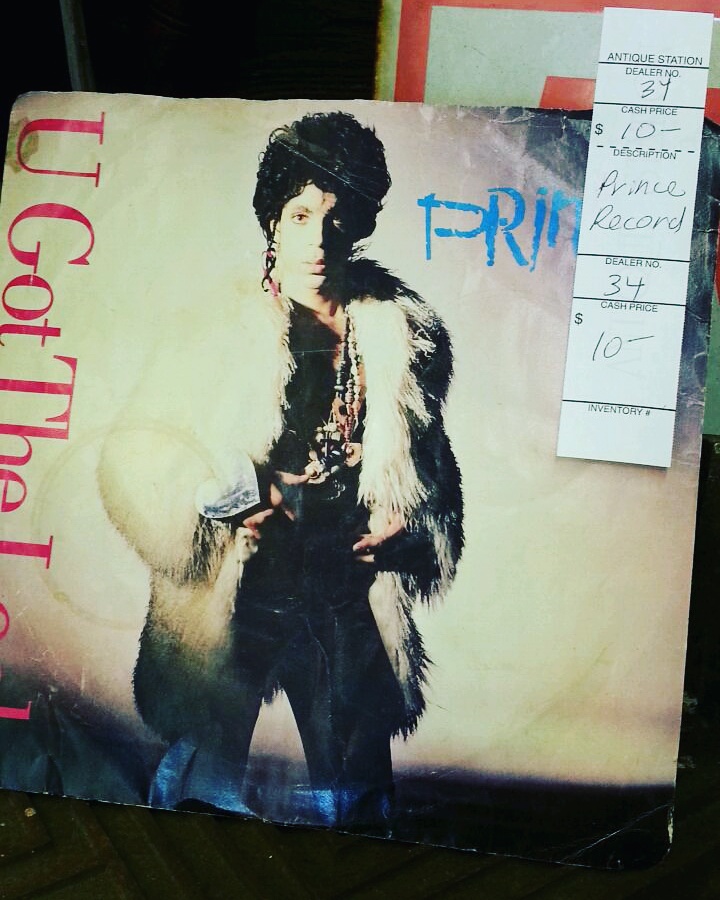 U Got The L
PRin
ANTIQUE STATION
DEALER NO.
34
CASH PRICE
$ 10-
DESCRIPTION
Prince
Record
DEALER NO.
34
CASH PRICE
$ 10-
INVENTORY #